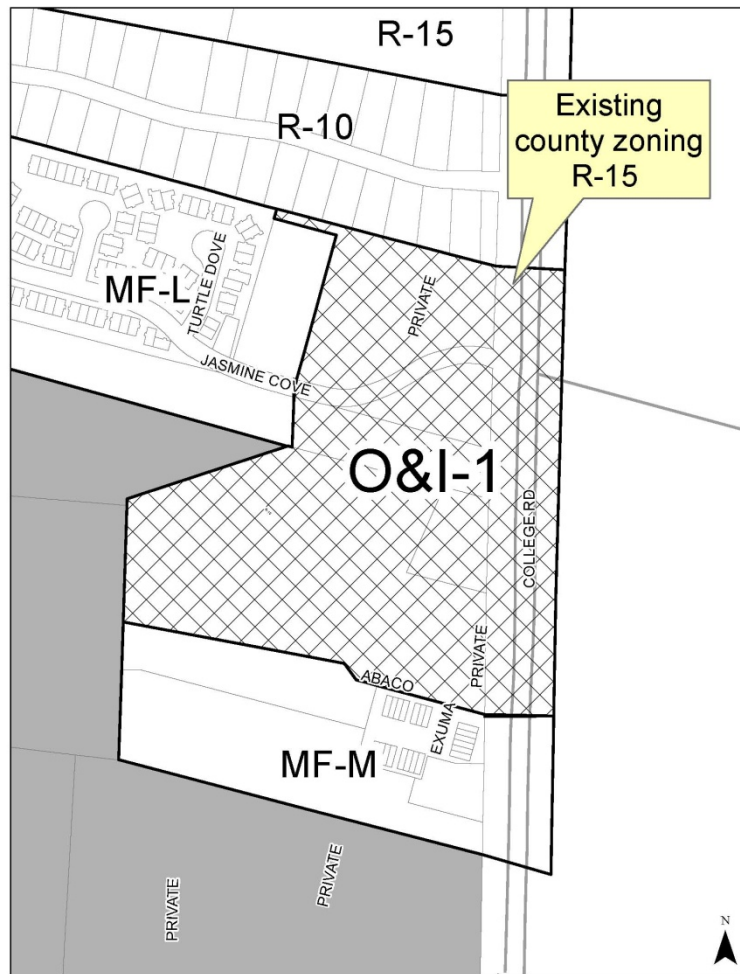 R-15
Existing
county zoning
R-15
R-10
PRIVATE
TURTLE DOVE
MF-L
JASMINE COVE
O&I-1
COLLEGE RD
PRIVATE
ABACO
EXUMA
MF-M
PRIVATE
PRIVATE
N